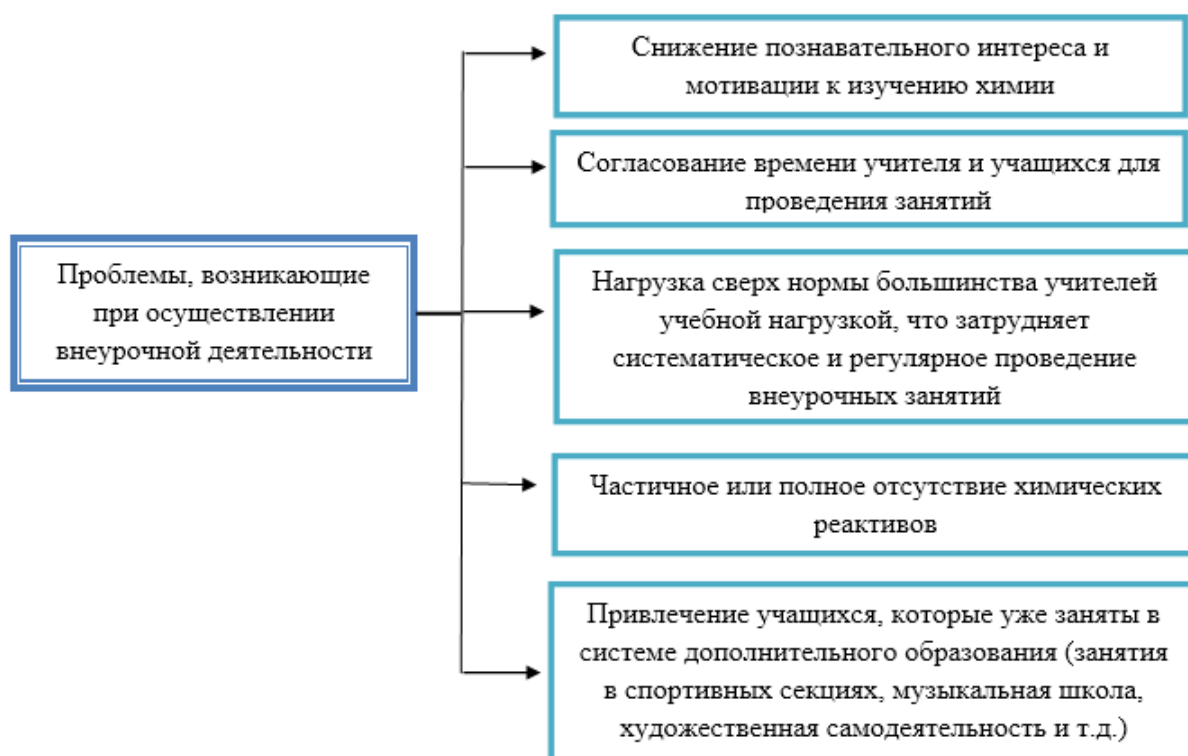 Проблемы, возникающие
при осуществлении
внеурочной деятельности
Снижение познавательного интереса и
мотивации к изучению химии
Согласование времени учителя и учащихся для
проведения занятий
Нагрузка сверх нормы большинства учителей
учебной нагрузкой, что затрудняет
систематическое и регулярное проведение
внеурочных занятий
Частичное или полное отсутствие химических
реактивов
Привлечение учащихся, которые уже заняты в
системе дополнительного образования (занятия
в спортивных секциях, музыкальная школа,
художественная самодеятельность и т.д.)